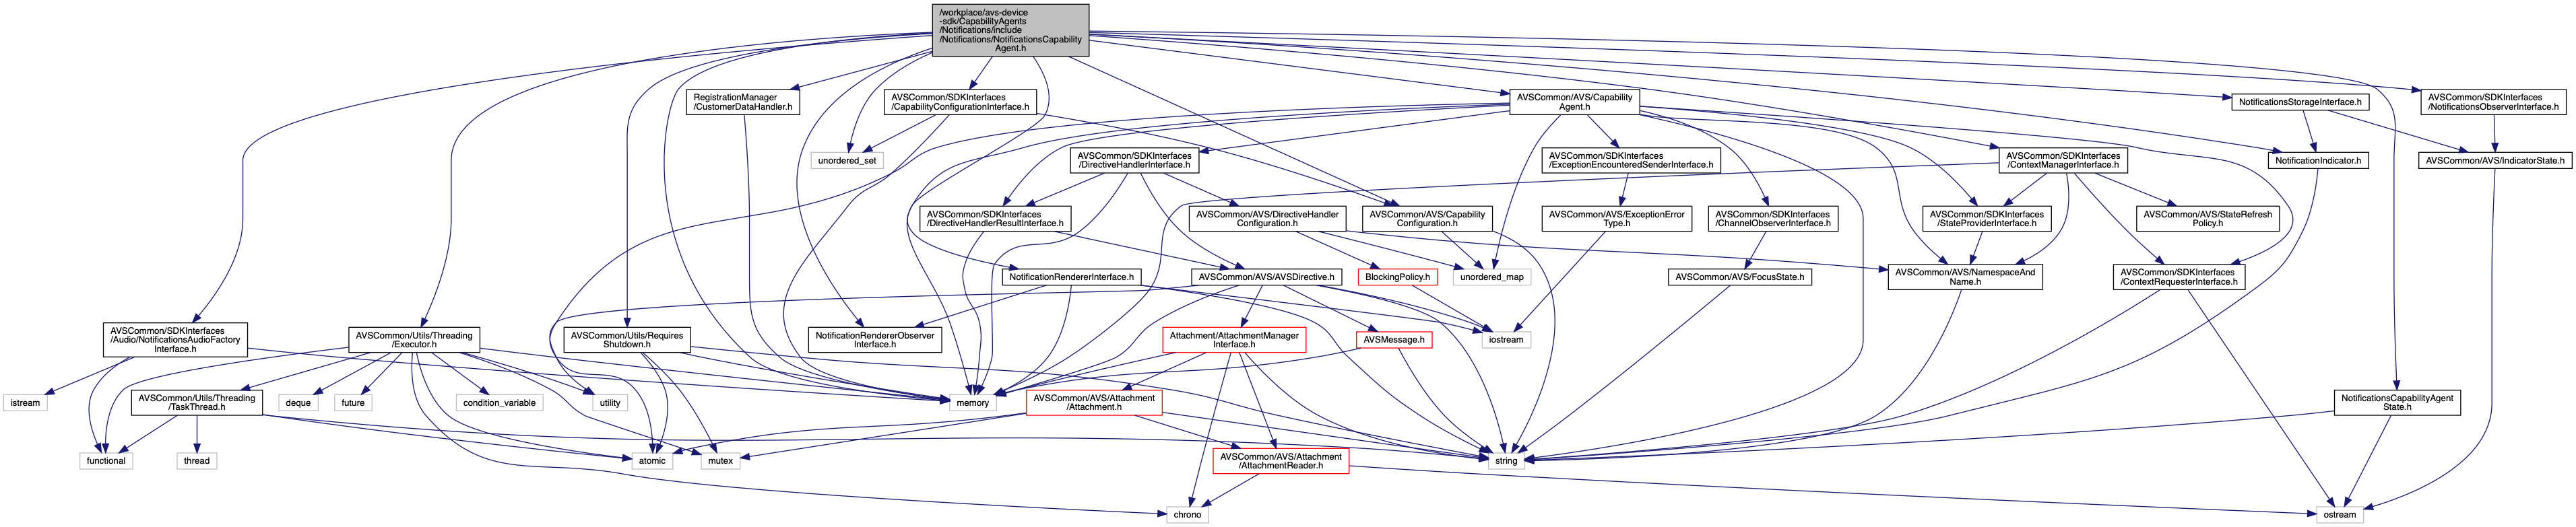 /workplace/avs-device
-sdk/CapabilityAgents
/Notifications/include
/Notifications/NotificationsCapability
Agent.h
RegistrationManager
/CustomerDataHandler.h
AVSCommon/SDKInterfaces
/CapabilityConfigurationInterface.h
AVSCommon/AVS/Capability
Agent.h
NotificationsStorageInterface.h
AVSCommon/SDKInterfaces
/NotificationsObserverInterface.h
unordered_set
AVSCommon/SDKInterfaces
/DirectiveHandlerInterface.h
AVSCommon/SDKInterfaces
/ExceptionEncounteredSenderInterface.h
AVSCommon/SDKInterfaces
/ContextManagerInterface.h
NotificationIndicator.h
AVSCommon/AVS/IndicatorState.h
AVSCommon/SDKInterfaces
/DirectiveHandlerResultInterface.h
AVSCommon/AVS/DirectiveHandler
Configuration.h
AVSCommon/AVS/Capability
Configuration.h
AVSCommon/AVS/ExceptionError
Type.h
AVSCommon/SDKInterfaces
/ChannelObserverInterface.h
AVSCommon/SDKInterfaces
/StateProviderInterface.h
AVSCommon/AVS/StateRefresh
Policy.h
NotificationRendererInterface.h
AVSCommon/AVS/AVSDirective.h
BlockingPolicy.h
unordered_map
AVSCommon/AVS/FocusState.h
AVSCommon/AVS/NamespaceAnd
Name.h
AVSCommon/SDKInterfaces
/ContextRequesterInterface.h
AVSCommon/SDKInterfaces
/Audio/NotificationsAudioFactory
Interface.h
AVSCommon/Utils/Threading
/Executor.h
AVSCommon/Utils/Requires
Shutdown.h
NotificationRendererObserver
Interface.h
Attachment/AttachmentManager
Interface.h
AVSMessage.h
iostream
istream
AVSCommon/Utils/Threading
/TaskThread.h
deque
future
condition_variable
utility
memory
AVSCommon/AVS/Attachment
/Attachment.h
NotificationsCapabilityAgent
State.h
functional
thread
atomic
mutex
AVSCommon/AVS/Attachment
/AttachmentReader.h
string
chrono
ostream